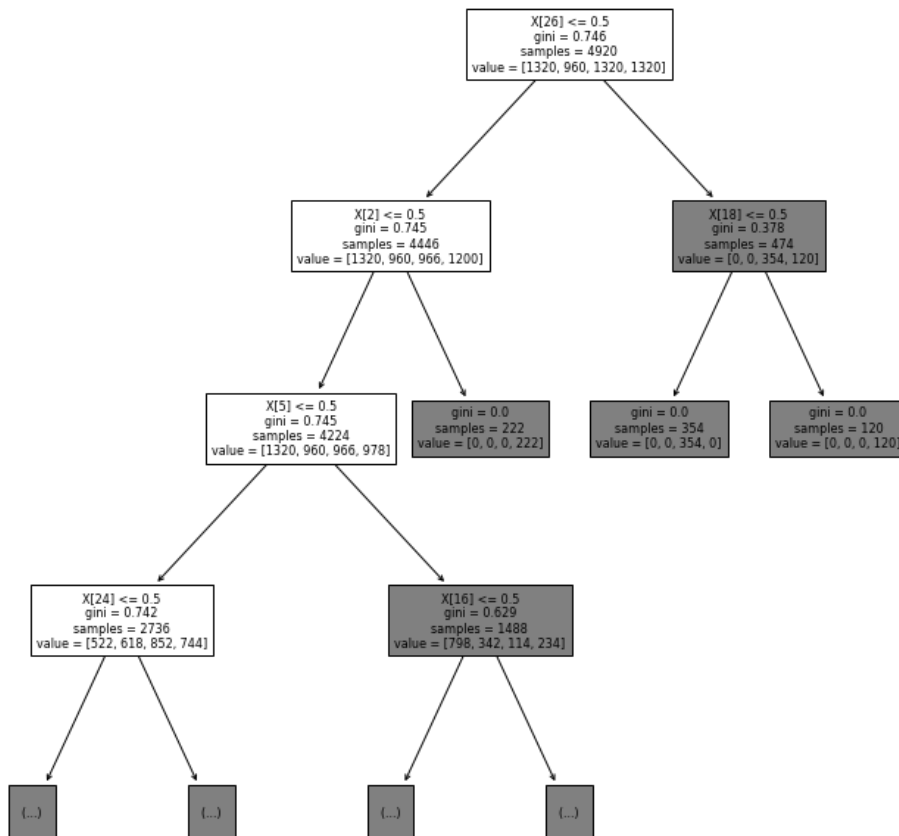 X[26] <= 0.5
gini = 0.746
samples = 4920
value = [1320, 960, 1320, 1320]
X[2] <= 0.5
gini = 0.745
samples = 4446
value = [1320, 960, 966, 1200]
X[18] <= 0.5
gini = 0.378
samples = 474
value = [0, 0, 354, 120]
X[5] <= 0.5
gini = 0.745
samples = 4224
value = [1320, 960, 966, 978]
gini = 0.0
samples = 222
value = [0, 0, 0, 222]
gini = 0.0
samples = 354
value = [0, 0, 354, 0]
gini = 0.0
samples = 120
value = [0, 0, 0, 120]
X[24] <= 0.5
gini = 0.742
samples = 2736
value = [522, 618, 852, 744]
X[16] <= 0.5
gini = 0.629
samples = 1488
value = [798, 342, 114, 234]
(...)
(...)
(...)
(...)